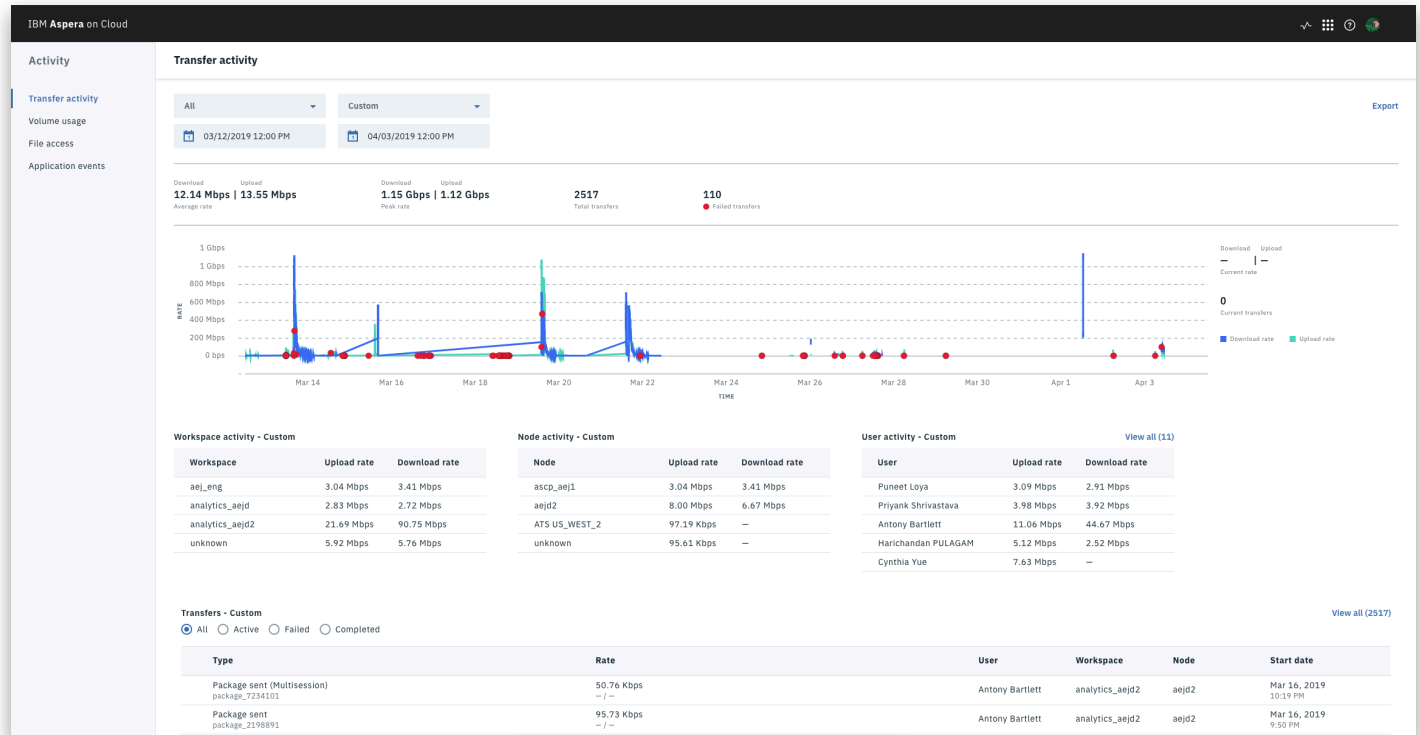 IBM Aspera on Cloud
Activity
Transfer activity
Volume usage
File access
Application events
Transfer activity
All
Custom
Export
03/12/2019 12:00 PM
04/03/2019 12:00 PM
Download Upload
12.14 Mbps | 13.55 Mbps
Average rate
Download Upload
1.15 Gbps | 1.12 Gbps
Peak rate
2517
Total transfers
110
Failed transfers
RATE
1 Gbps
1 Gbps
800 Mbps
600 Mbps
400 Mbps
200 Mbps
0 bps
-
Mar 14 Mar 16 Mar 18 Mar 20 Mar 22 Mar 24 Mar 26 Mar 28 Mar 30 Apr 1 Apr 3
TIME
Download Upload
— | —
Current rate
0
Current transfers
Download rate Upload rate
Workspace activity - Custom
Workspace Upload rate Download rate
aej_eng 3.04 Mbps 3.41 Mbps
analytics_aejd 2.83 Mbps 2.72 Mbps
analytics_aejd2 21.69 Mbps 90.75 Mbps
unknown 5.92 Mbps 5.76 Mbps
Node activity - Custom
Node Upload rate Download rate
ascp_aej1 3.04 Mbps 3.41 Mbps
aejd2 8.00 Mbps 6.67 Mbps
ATS US_WEST_2 97.19 Kbps —
unknown 95.61 Kbps —
User activity - Custom View all (11)
User Upload rate Download rate
Puneet Loya 3.09 Mbps 2.91 Mbps
Priyank Shrivastava 3.98 Mbps 3.92 Mbps
Antony Bartlett 11.06 Mbps 44.67 Mbps
Harichandan PULAGAM 5.12 Mbps 2.52 Mbps
Cynthia Yue 7.63 Mbps —
Transfers - Custom View all (2517)
All Active Failed Completed
Type Rate User Workspace Node Start date
Package sent (Multisession) 50.76 Kbps Antony Bartlett analytics_aejd2 aejd2 Mar 16, 2019
package_7234101 — / — 10:19 PM
Package sent 95.73 Kbps Antony Bartlett analytics_aejd2 aejd2 Mar 16, 2019
package_2198891 — / — 9:50 PM